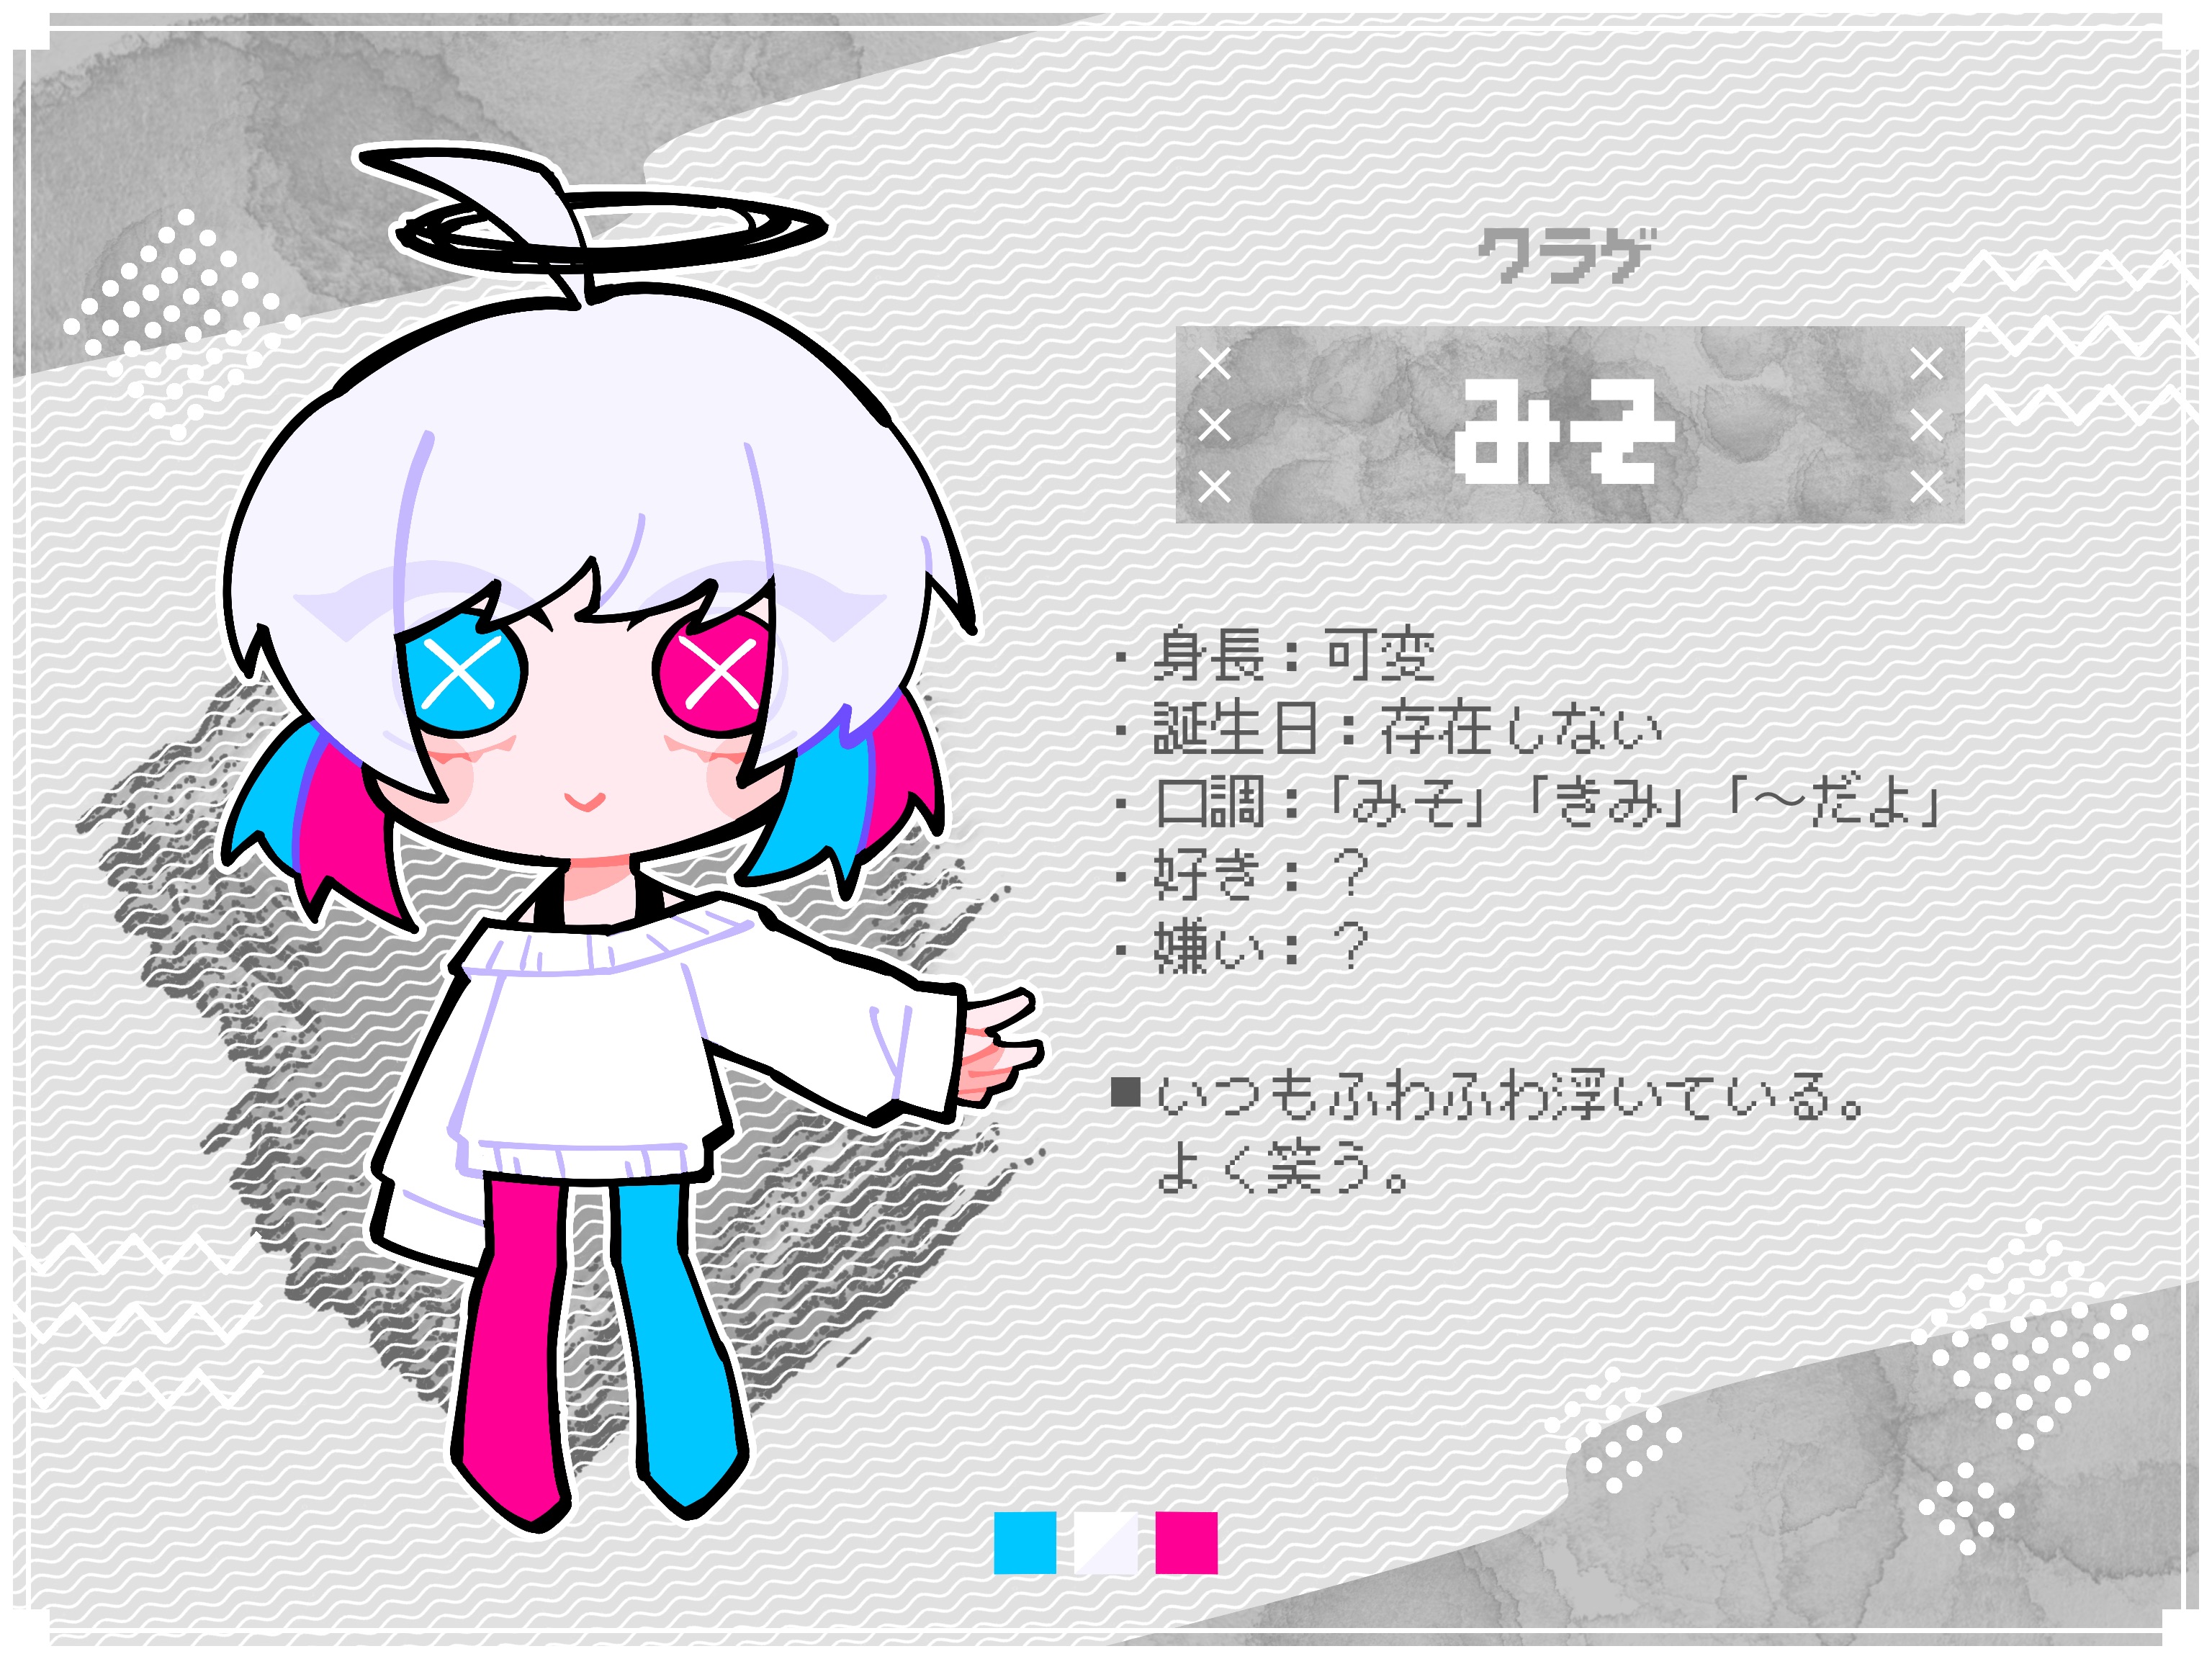 クラゲ
みそ
・身長：可変
・誕生日：存在しない
・口調：「みそ」「きみ」「～だよ」
・好き：？
・嫌い：？
■いつもふわふわ浮いている。
よく笑う。